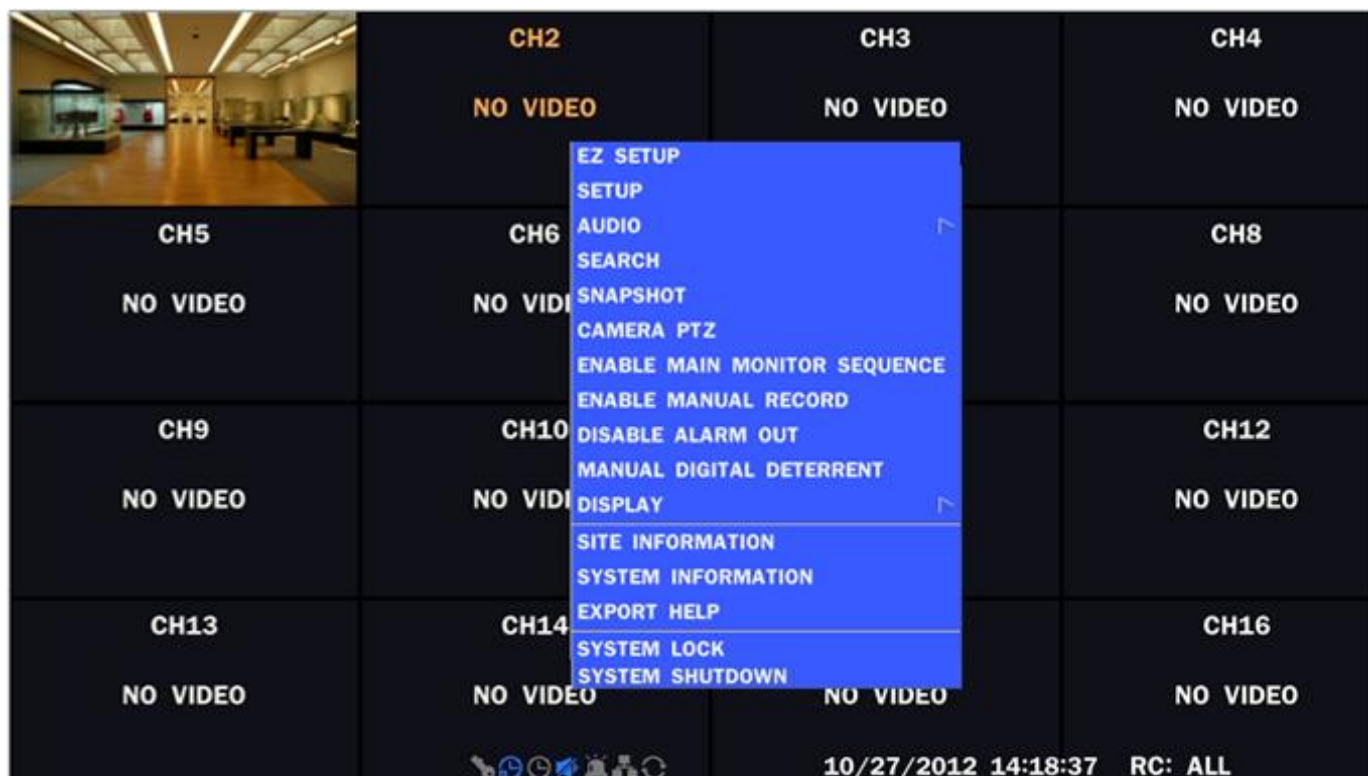 CH2
CH3
CH4
NO VIDEO
NO VIDEO
NO VIDEO
EZ SETUP
SETUP
AUDIO
SEARCH
SNAPSHOT
CAMERA PTZ
ENABLE MAIN MONITOR SEQUENCE
ENABLE MANUAL RECORD
DISABLE ALARM OUT
MANUAL DIGITAL DETERRENT
DISPLAY
SITE INFORMATION
SYSTEM INFORMATION
EXPORT HELP
SYSTEM LOCK
SYSTEM SHUTDOWN
CH5
CH6
CH8
NO VIDEO
NO VID
NO VIDEO
CH9
CH10
CH12
NO VIDEO
NO VID
NO VIDEO
CH13
CH14
CH16
NO VIDEO
NO VIDEO
NO VIDEO
NO VIDEO
10/27/2012 14:18:37 RC: ALL